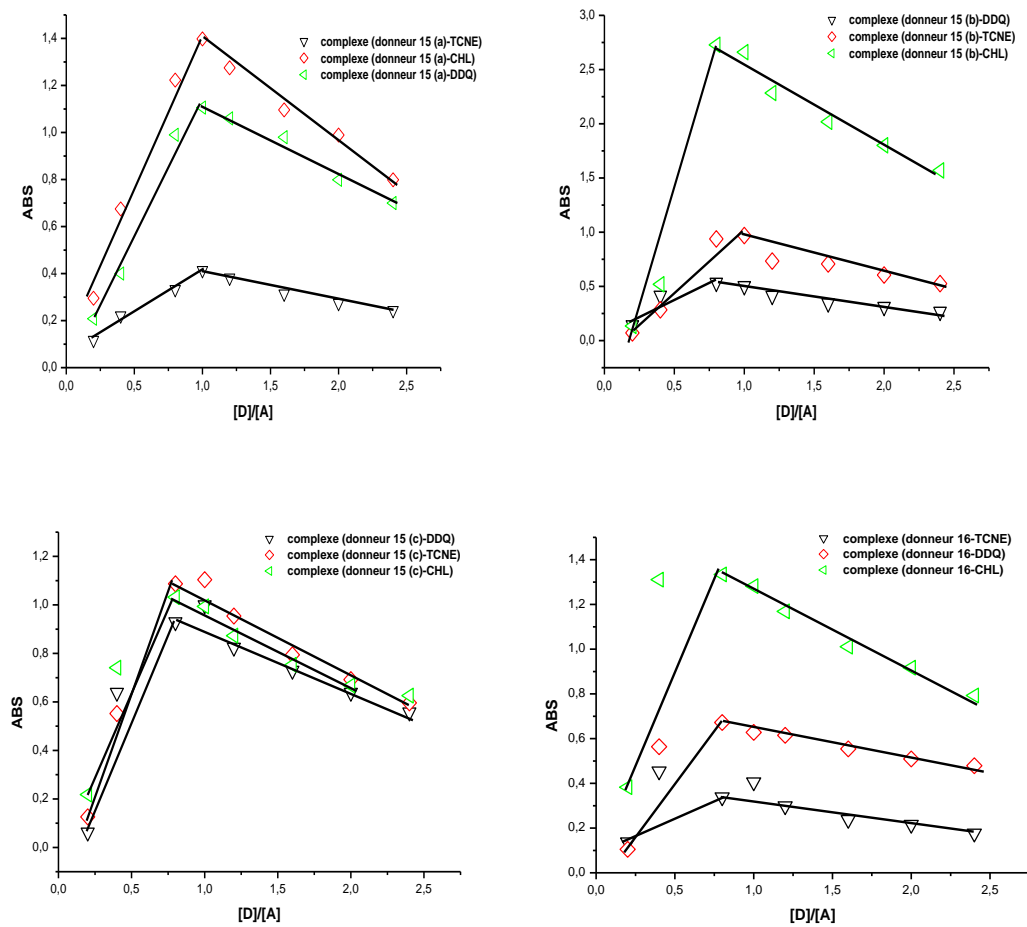 complexe (donneur 15 (a)-TCNE)
complexe (donneur 15 (a)-CHL)
complexe (donneur 15 (a)-DDQ)
1,4
1,2
1,0
0,8
0,6
0,4
0,2
0,0
ABS
0,0 0,5 1,0 1,5 2,0 2,5
[D]/[A]
complexe (donneur 15 (b)-DDQ)
complexe (donneur 15 (b)-TCNE)
complexe (donneur 15 (b)-CHL)
3,0
2,5
2,0
1,5
1,0
0,5
0,0
ABS
0,0 0,5 1,0 1,5 2,0 2,5
[D]/[A]
complexe (donneur 15 (c)-DDQ)
complexe (donneur 15 (c)-TCNE)
complexe (donneur 15 (c)-CHL)
1,2
1,0
0,8
0,6
0,4
0,2
0,0
ABS
0,0 0,5 1,0 1,5 2,0 2,5
[D]/[A]
complexe (donneur 16-TCNE)
complexe (donneur 16-DDQ)
complexe (donneur 16-CHL)
1,4
1,2
1,0
0,8
0,6
0,4
0,2
0,0
ABS
0,0 0,5 1,0 1,5 2,0 2,5
[D]/[A]